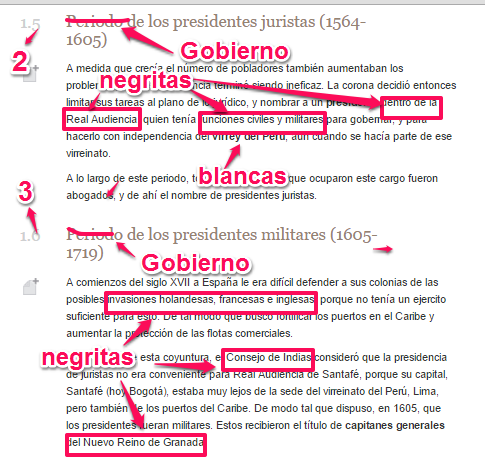 1.5 Periodo de los presidentes juristas (1564-
1605)
2
Gobierno
A medida que crecía el número de pobladores también aumentaban los
negritas
terminó siendo ineficaz. La corona decidió entonces
limitar sus tareas al plano de lo jurídico, y nombrar a un dentro de la
Real Audiencia, quien tenía funciones civiles y militares para gobernar, y para
hacerlo con independencia del virrey del Perú, aun cuando se hacía parte de ese
virreinato.
blancas
A lo largo de este periodo, que ocuparon este cargo fueron
abogados, y de ahí el nombre de presidentes juristas.
3
1.6 Periodo de los presidentes militares (1605-
1719)
Gobierno
A comienzos del siglo XVII a España le era difícil defender a sus colonias de las
posibles invasiones holandesas, francesas e inglesas, porque no tenía un ejercito
suficiente para esto. De tal modo que buscó fortificar los puertos en el Caribe y
aumentar la protección de las flotas comerciales.
negritas
de esta coyuntura, el Consejo de Indias consideró que la presidencia
de juristas no era conveniente para Real Audiencia de Santafé, porque su capital,
Santafé (hoy Bogotá), estaba muy lejos de la sede del virreinato del Perú, Lima,
pero también de los puertos del Caribe. De modo tal que dispuso, en 1605, que
los presidentes fueran militares. Estos recibieron el título de capitanes generales
del Nuevo Reino de Granada.